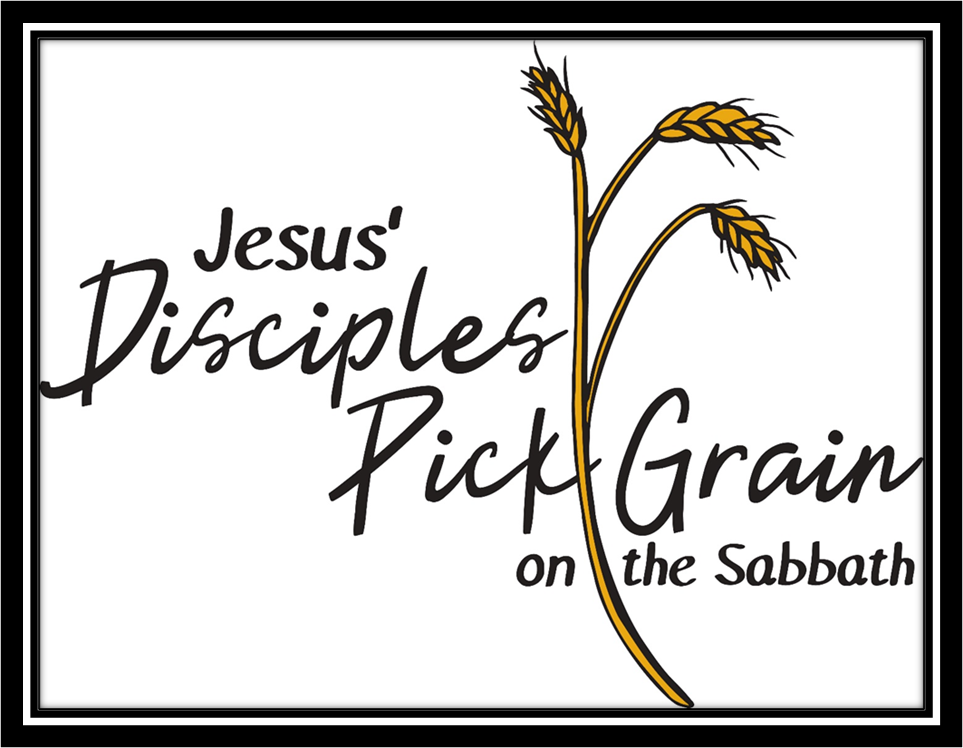 Jesus'
Disciples
Pick Grain
on the Sabbath